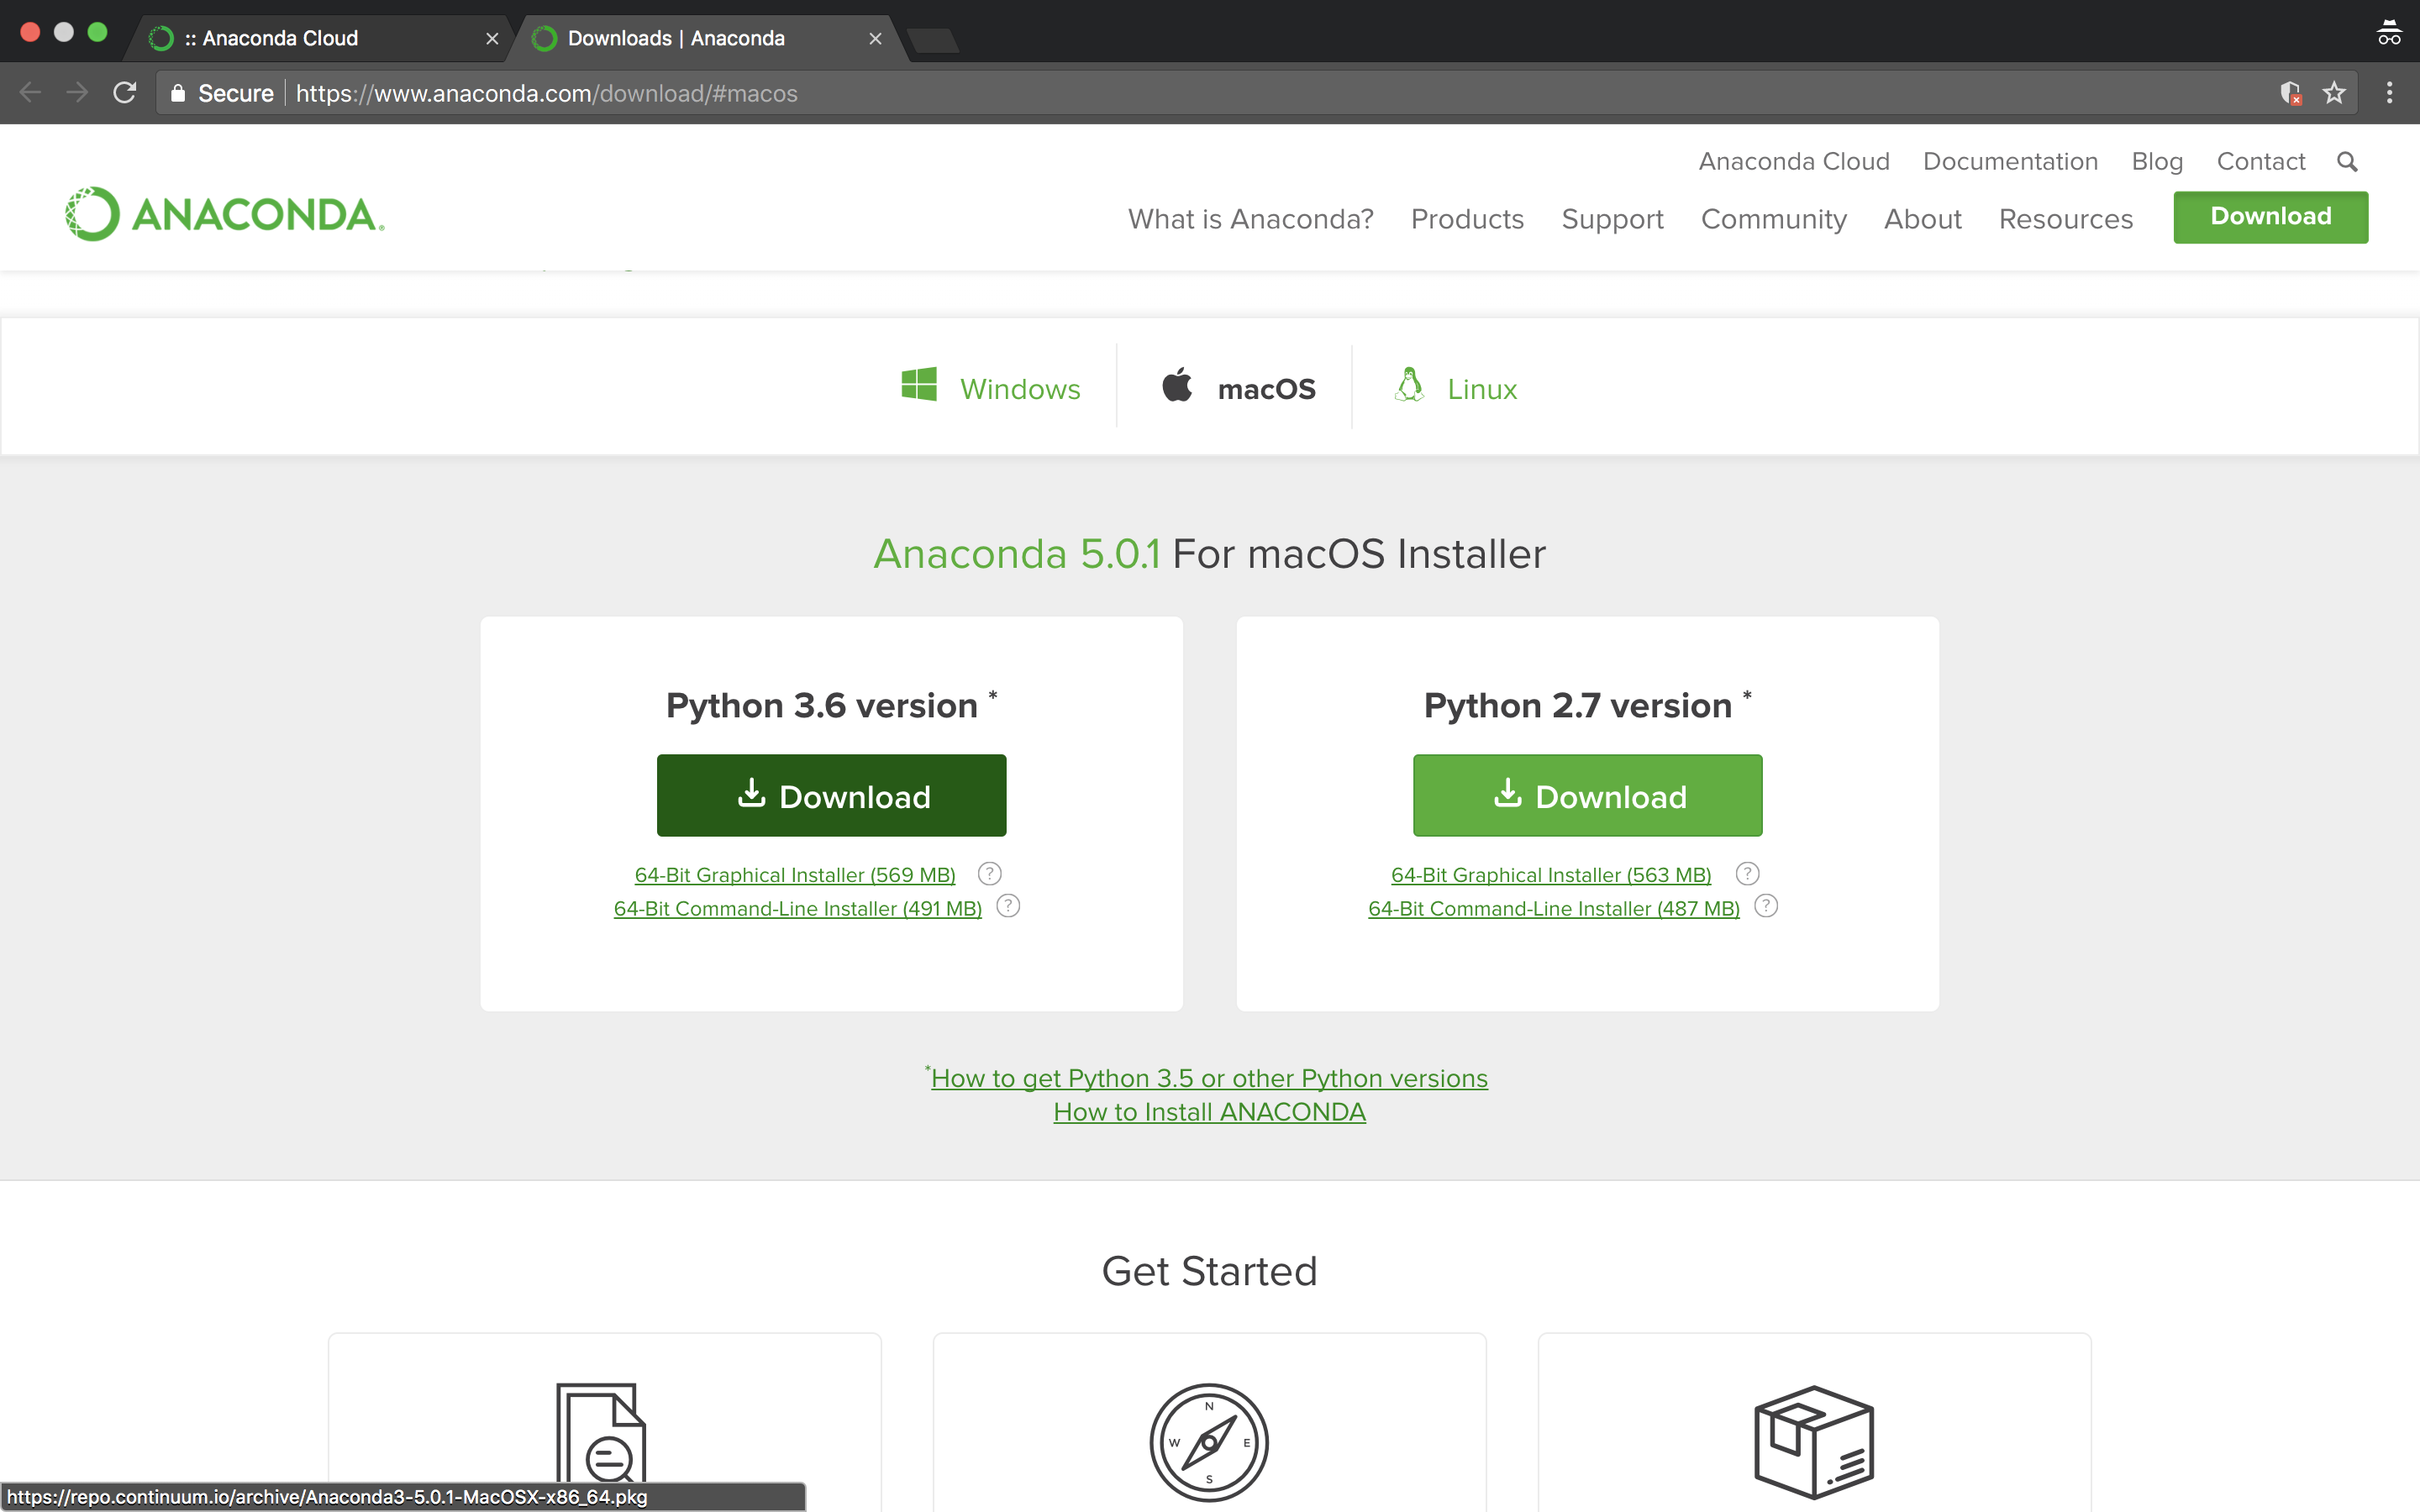 :: Anaconda Cloud
Downloads | Anaconda
Secure https://www.anaconda.com/download/#macos
Anaconda Cloud Documentation Blog Contact
ANACONDA.
What is Anaconda? Products Support Community About Resources Download
Windows macOS Linux
Anaconda 5.0.1 For macOS Installer
Python 3.6 version *
Download
64-Bit Graphical Installer (569 MB) ?
64-Bit Command-Line Installer (491 MB) ?
Python 2.7 version *
Download
64-Bit Graphical Installer (563 MB) ?
64-Bit Command-Line Installer (487 MB) ?
*How to get Python 3.5 or other Python versions
How to Install ANACONDA
Get Started
N
W E
S
https://repo.continuum.io/archive/Anaconda3-5.0.1-MacOSX-x86_64.pkg